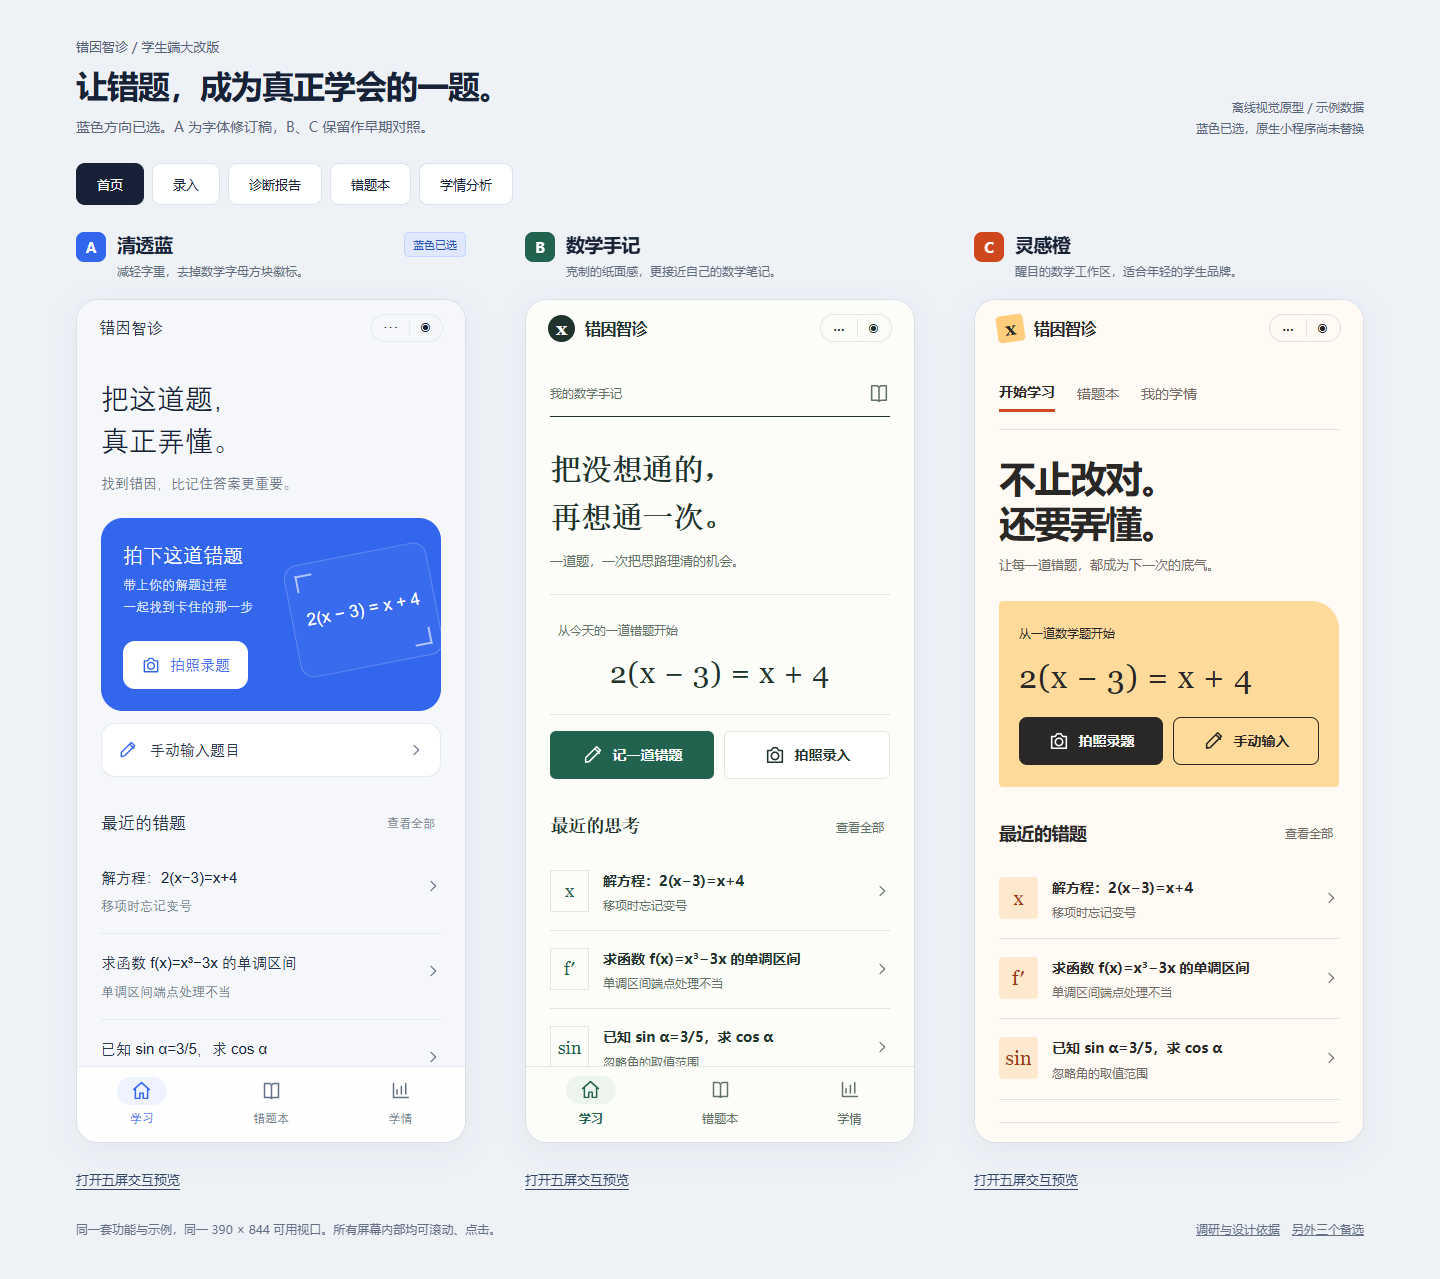 错因智诊 / 学生端大改版
让错题，成为真正学会的一题。
蓝色方向已选。A 为字体修订稿，B、C 保留作早期对照。
离线视觉原型 / 示例数据
蓝色已选，原生小程序尚未替换
首页
录入
诊断报告
错题本
学情分析
A 清透蓝
蓝色已选
减轻字重，去掉数学字母方块徽标。
错因智诊
把这道题，
真正弄懂。
找到错因，比记住答案更重要。
拍下这道错题
带上你的解题过程
一起找到卡住的那一步
2(x − 3) = x + 4
拍照录题
手动输入题目
最近的错题
查看全部
解方程：2(x−3)=x+4
移项时忘记变号
求函数 f(x)=x³−3x 的单调区间
单调区间端点处理不当
已知 sin α=3/5，求 cos α
学习
错题本
学情
打开五屏交互预览
B 数学手记
克制的纸面感，更接近自己的数学笔记。
x 错因智诊
我的数学手记
把没想通的，
再想通一次。
一道题，一次把思路理清的机会。
从今天的一道错题开始
2(x − 3) = x + 4
记一道错题
拍照录入
最近的思考
查看全部
x
解方程：2(x−3)=x+4
移项时忘记变号
f′
求函数 f(x)=x³−3x 的单调区间
单调区间端点处理不当
sin
已知 sin α=3/5，求 cos α
忽略角的取值范围
学习
错题本
学情
打开五屏交互预览
C 灵感橙
醒目的数学工作区，适合年轻的学生品牌。
x 错因智诊
开始学习
错题本
我的学情
不止改对。
还要弄懂。
让每一道错题，都成为下一次的底气。
从一道数学题开始
2(x − 3) = x + 4
拍照录题
手动输入
最近的错题
查看全部
x
解方程：2(x−3)=x+4
移项时忘记变号
f′
求函数 f(x)=x³−3x 的单调区间
单调区间端点处理不当
sin
已知 sin α=3/5，求 cos α
忽略角的取值范围
打开五屏交互预览
同一套功能与示例，同一 390 × 844 可用视口。所有屏幕内部均可滚动、点击。
调研与设计依据
另外三个备选